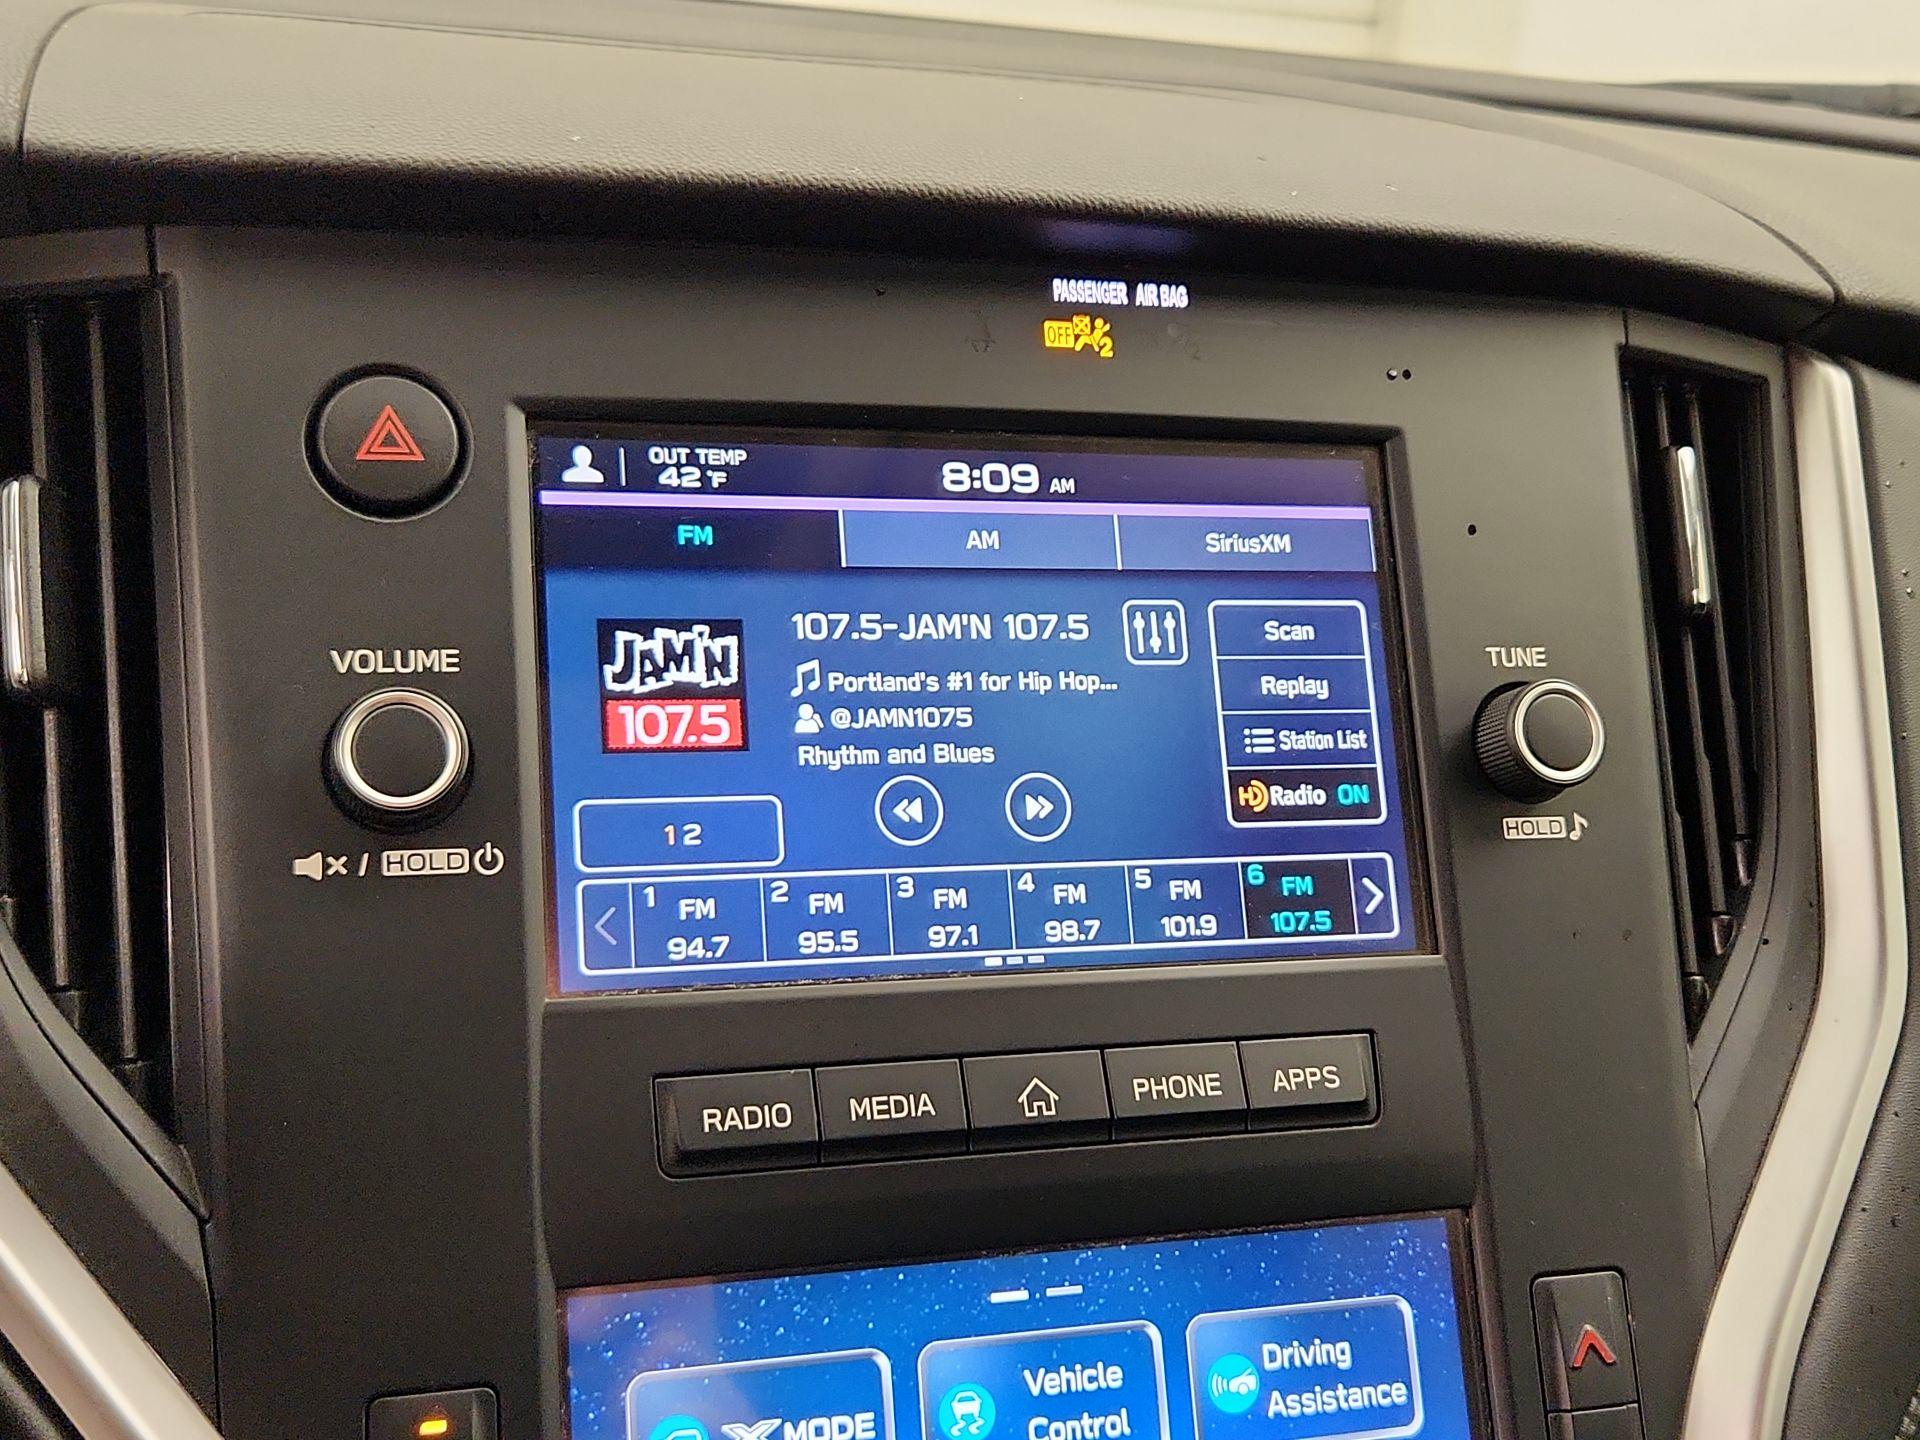 PASSENGER AIR BAG
OFF 2
OUT TEMP
42°F
8:09 AM
FM
AM
SiriusXM
JAM'N
107.5
107.5-JAM'N 107.5
Portland's #1 for Hip Hop...
@JAMN1075
Rhythm and Blues
Scan
Replay
Station List
HD Radio ON
1 2
1 FM 94.7
2 FM 95.5
3 FM 97.1
4 FM 98.7
5 FM 101.9
6 FM 107.5
VOLUME
/ HOLD
TUNE
HOLD
RADIO
MEDIA
PHONE
APPS
X MODE
Vehicle
Control
Driving
Assistance